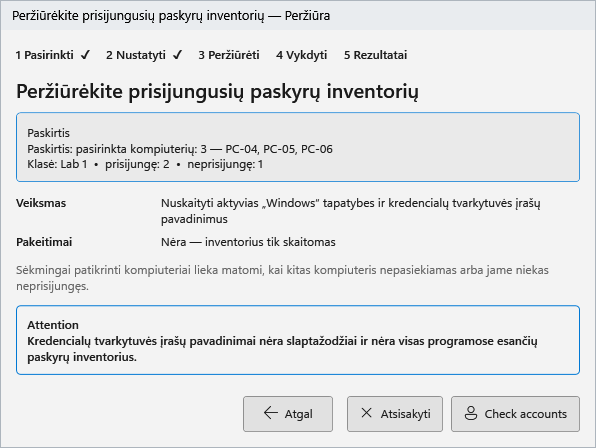 Peržiūrėkite prisijungusių paskyrų inventorių — Peržiūra
1 Pasirinkti ✓ 2 Nustatyti ✓ 3 Peržiūrėti 4 Vykdyti 5 Rezultatai
Peržiūrėkite prisijungusių paskyrų inventorių
Paskirtis
Paskirtis: pasirinkta kompiuterių: 3 — PC-04, PC-05, PC-06
Klasė: Lab 1 • prisijungę: 2 • neprisijungę: 1
Veiksmas Nuskaityti aktyvias „Windows“ tapatybes ir kredencialų tvarkytuvės įrašų
pavadinimus
Pakeitimai Nėra — inventorius tik skaitomas
Sėkmingai patikrinti kompiuteriai lieka matomi, kai kitas kompiuteris nepasiekiamas arba jame niekas
neprisijungęs.
Attention
Kredencialų tvarkytuvės įrašų pavadinimai nėra slaptažodžiai ir nėra visas programose esančių
paskyrų inventorius.
Atgal Atsisakyti Check accounts